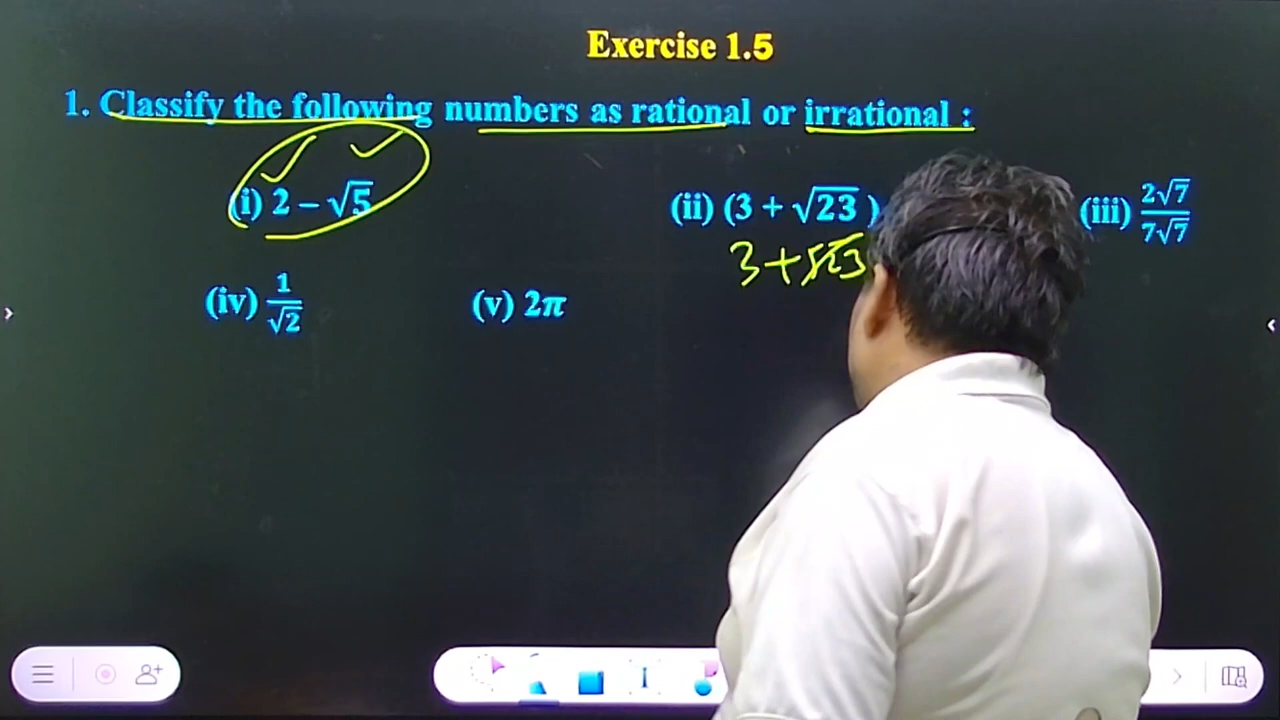 Exercise 1.5
1. Classify the following numbers as rational or irrational :
(i) 2 – √5 (ii) (3 + √23 ) (iii) 2√7/7√7
3+√23
(iv) 1/√2 (v) 2π